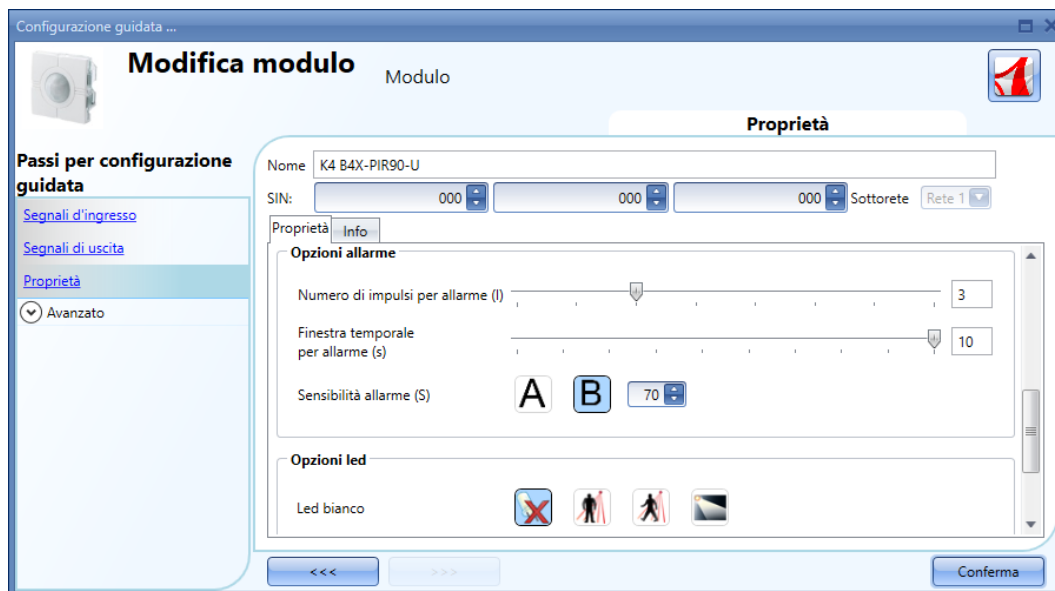 Configurazione guidata ...
Modifica modulo
Modulo
Proprietà
Passi per configurazione
guidata
Segnali d'ingresso
Segnali di uscita
Proprietà
Avanzato
Nome K4 B4X-PIR90-U
SIN: 000 000 000 Sottorete Rete 1
Proprietà Info
Opzioni allarme
Numero di impulsi per allarme (I) 3
Finestra temporale
per allarme (s) 10
Sensibilità allarme (S) A B 70
Opzioni led
Led bianco
<<< >>> Conferma